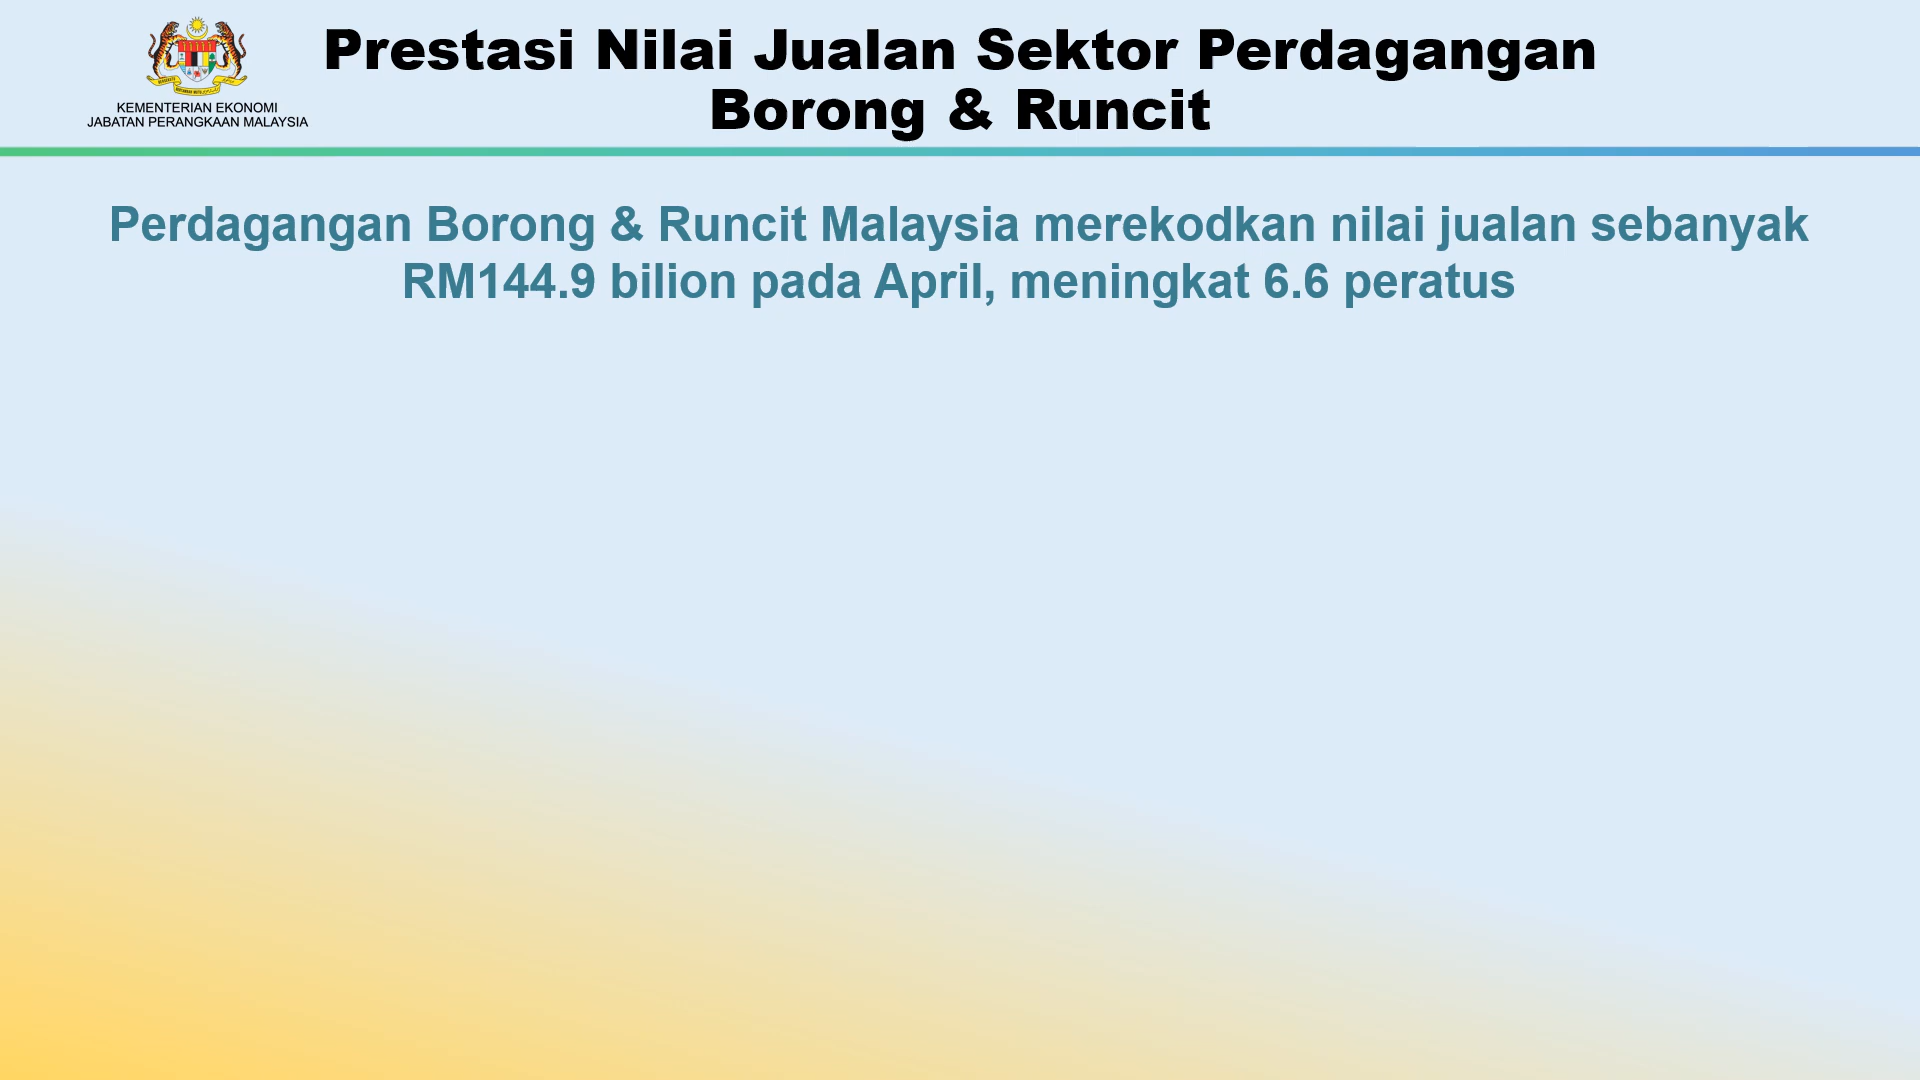 KEMENTERIAN EKONOMI
JABATAN PERANGKAAN MALAYSIA
Prestasi Nilai Jualan Sektor Perdagangan
Borong & Runcit
Perdagangan Borong & Runcit Malaysia merekodkan nilai jualan sebanyak
RM144.9 bilion pada April, meningkat 6.6 peratus